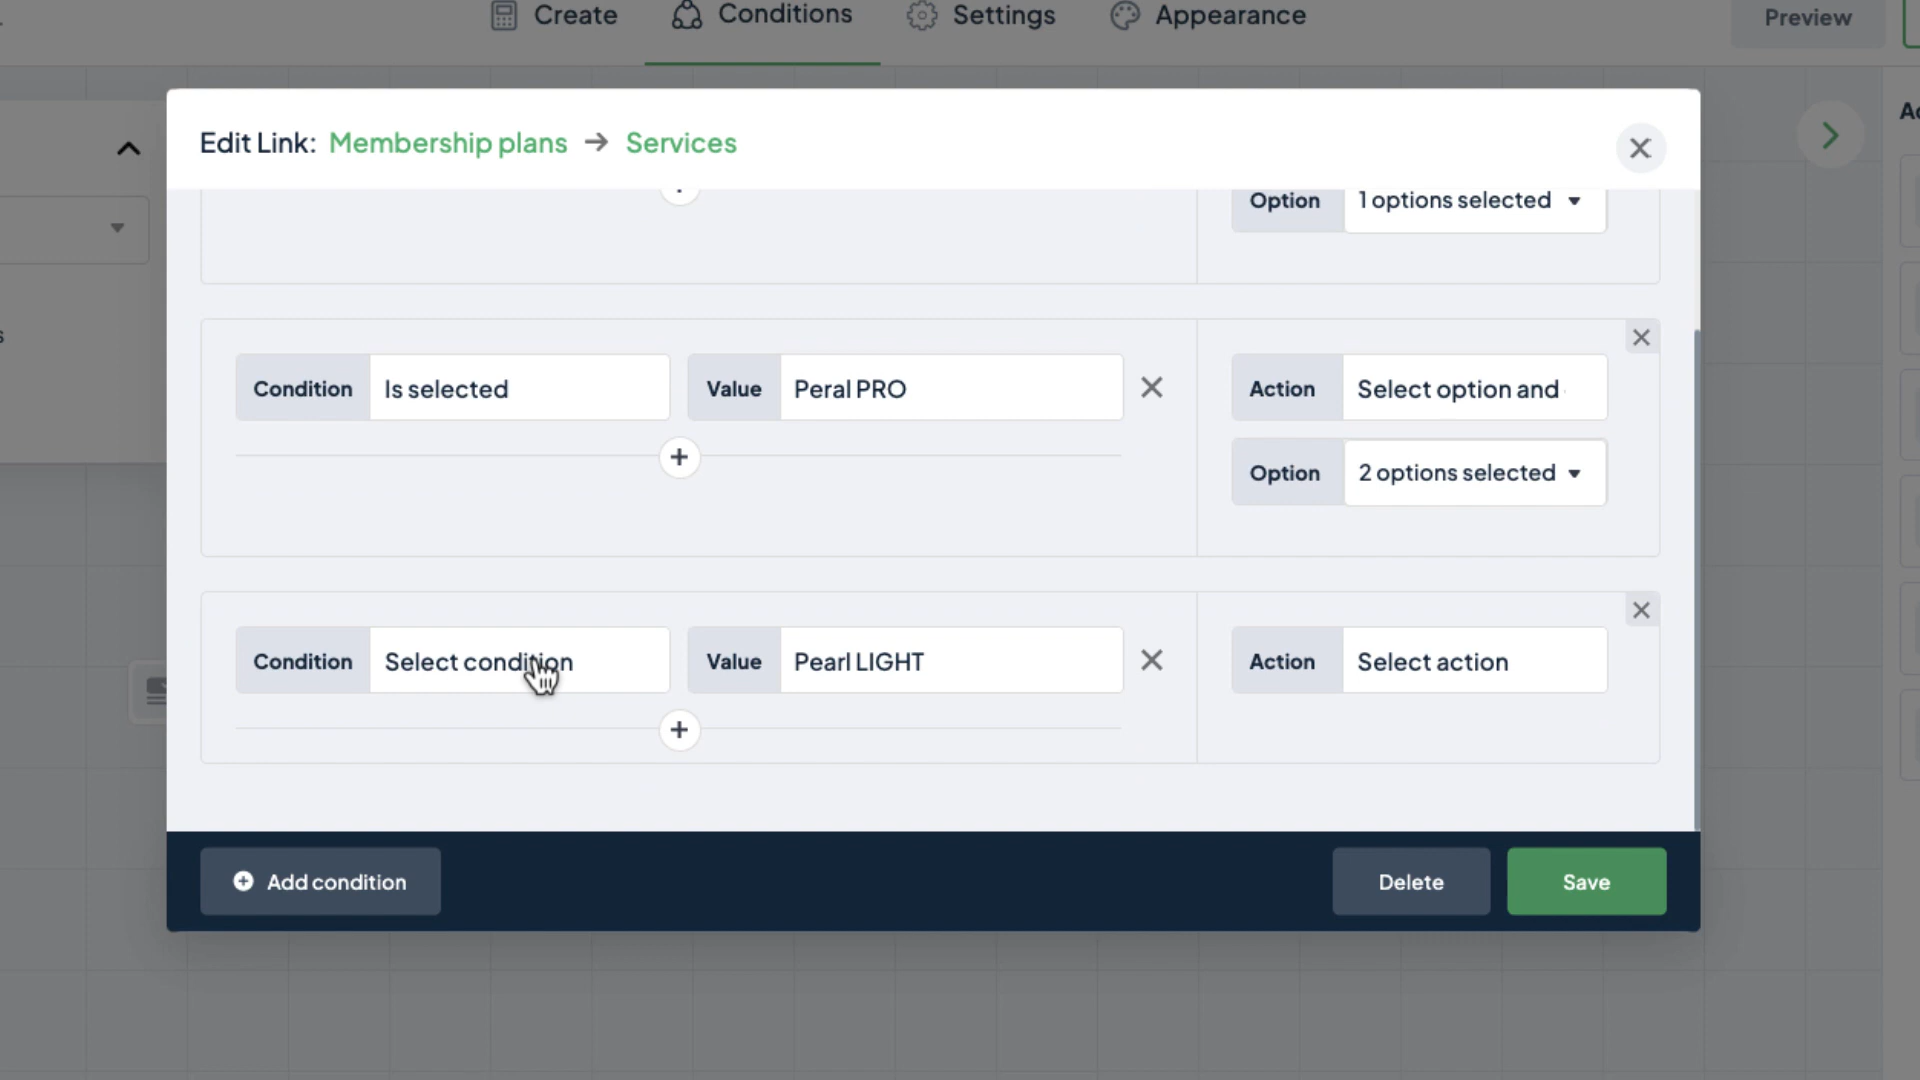 Create
Conditions
Settings
Appearance
Preview
Edit Link: Membership plans → Services
Option 1 options selected
Condition Is selected Value Peral PRO Action Select option and
Option 2 options selected
Condition Select condition Value Pearl LIGHT Action Select action
Add condition
Delete
Save